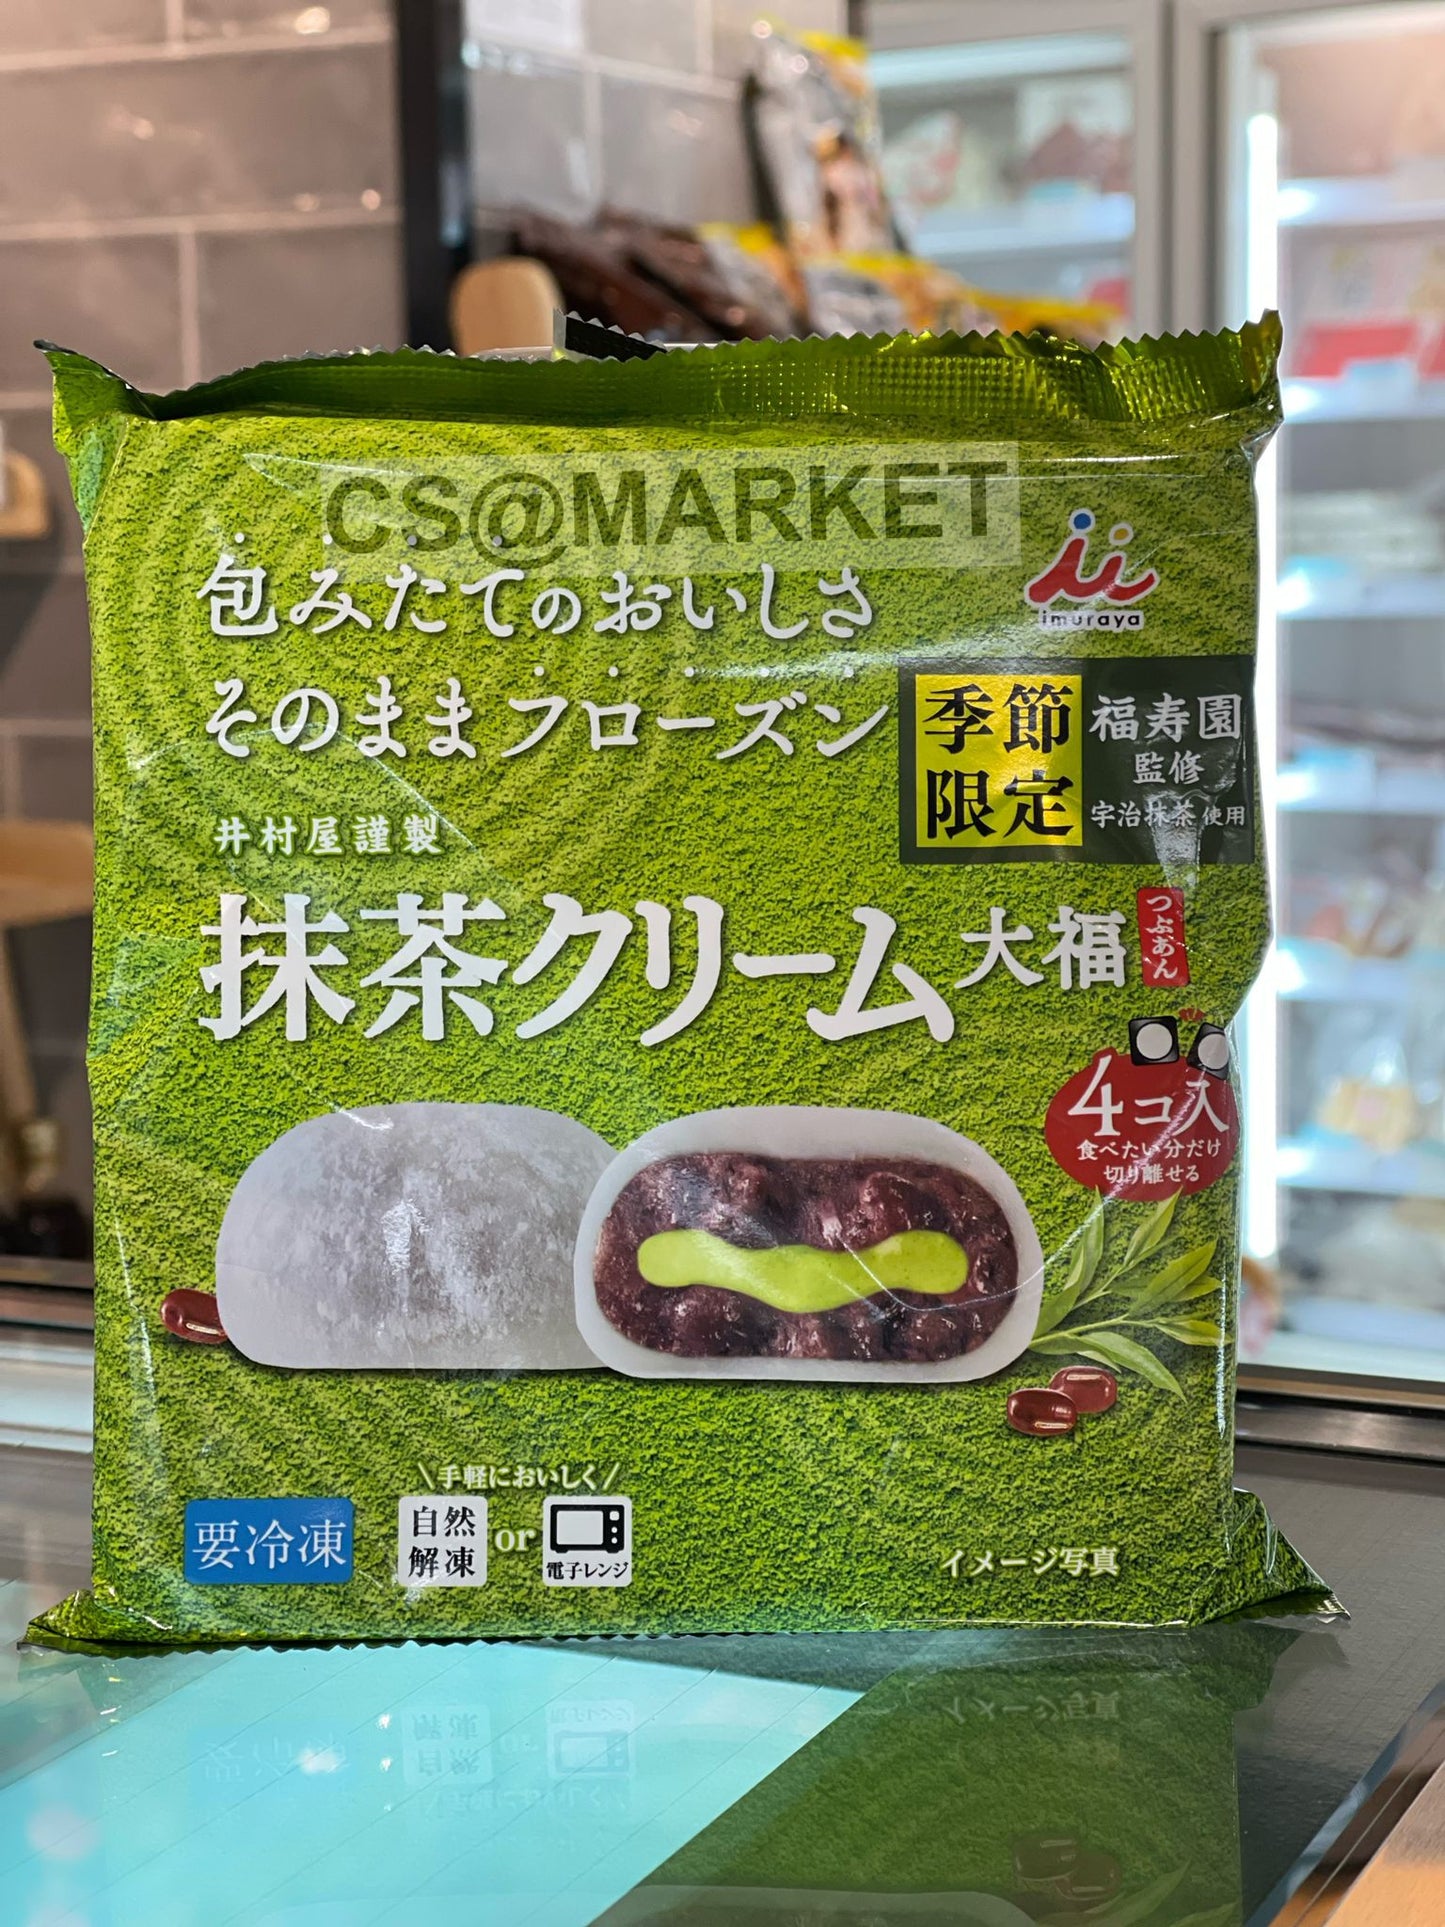 CS@MARKET
包みたてのおいしさ
そのままフローズン
imuraya
季節
限定
福寿園
監修
宇治抹茶使用
井村屋謹製
抹茶クリーム大福
つぶあん
4コ入
食べたい分だけ
切り離せる
\手軽においしく/
要冷凍
自然
解凍
or
電子レンジ
イメージ写真